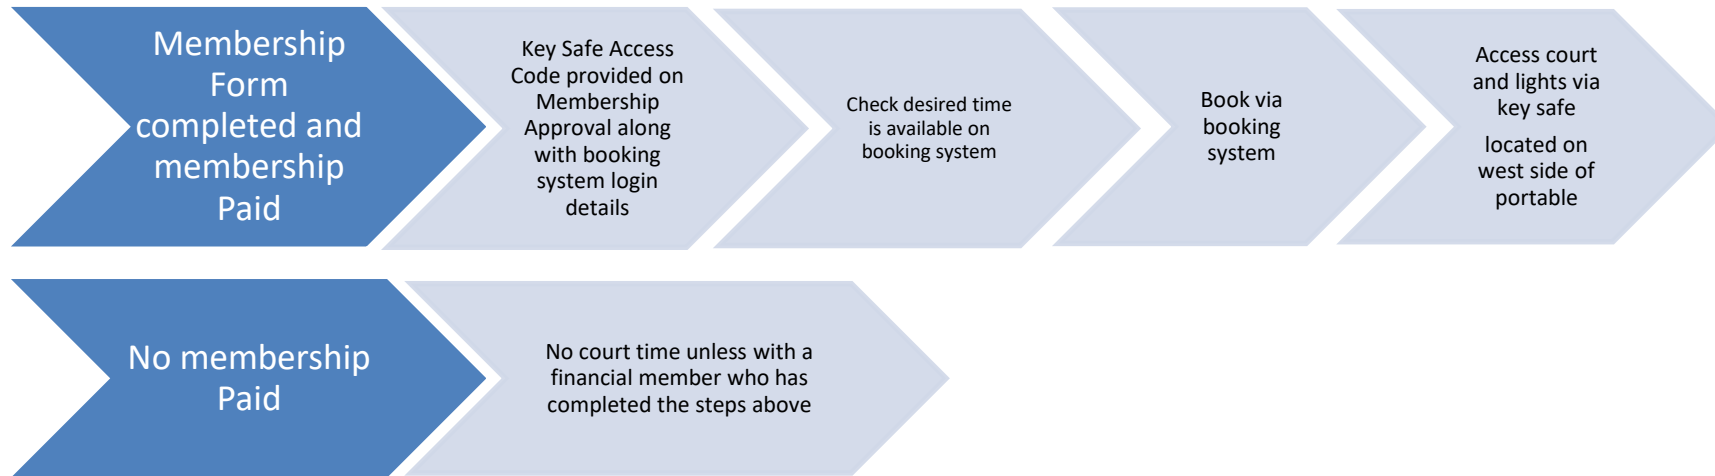 Membership
Form
completed and
membership
Paid
Key Safe Access
Code provided on
Membership
Approval along
with booking
system login
details
Check desired time
is available on
booking system
Book via
booking
system
Access court
and lights via
key safe
located on
west side of
portable
No membership
Paid
No court time unless with a
financial member who has
completed the steps above